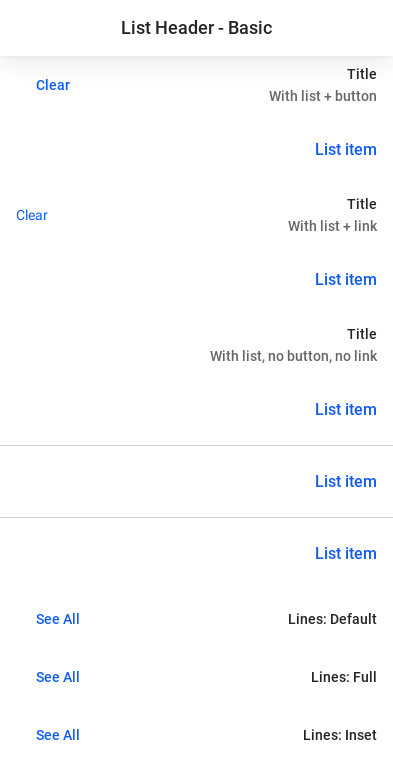 List Header - Basic
Title
Clear
With list + button
List item
Title
Clear
With list + link
List item
Title
With list, no button, no link
List item
List item
List item
Lines: Default
See All
Lines: Full
See All
Lines: Inset
See All